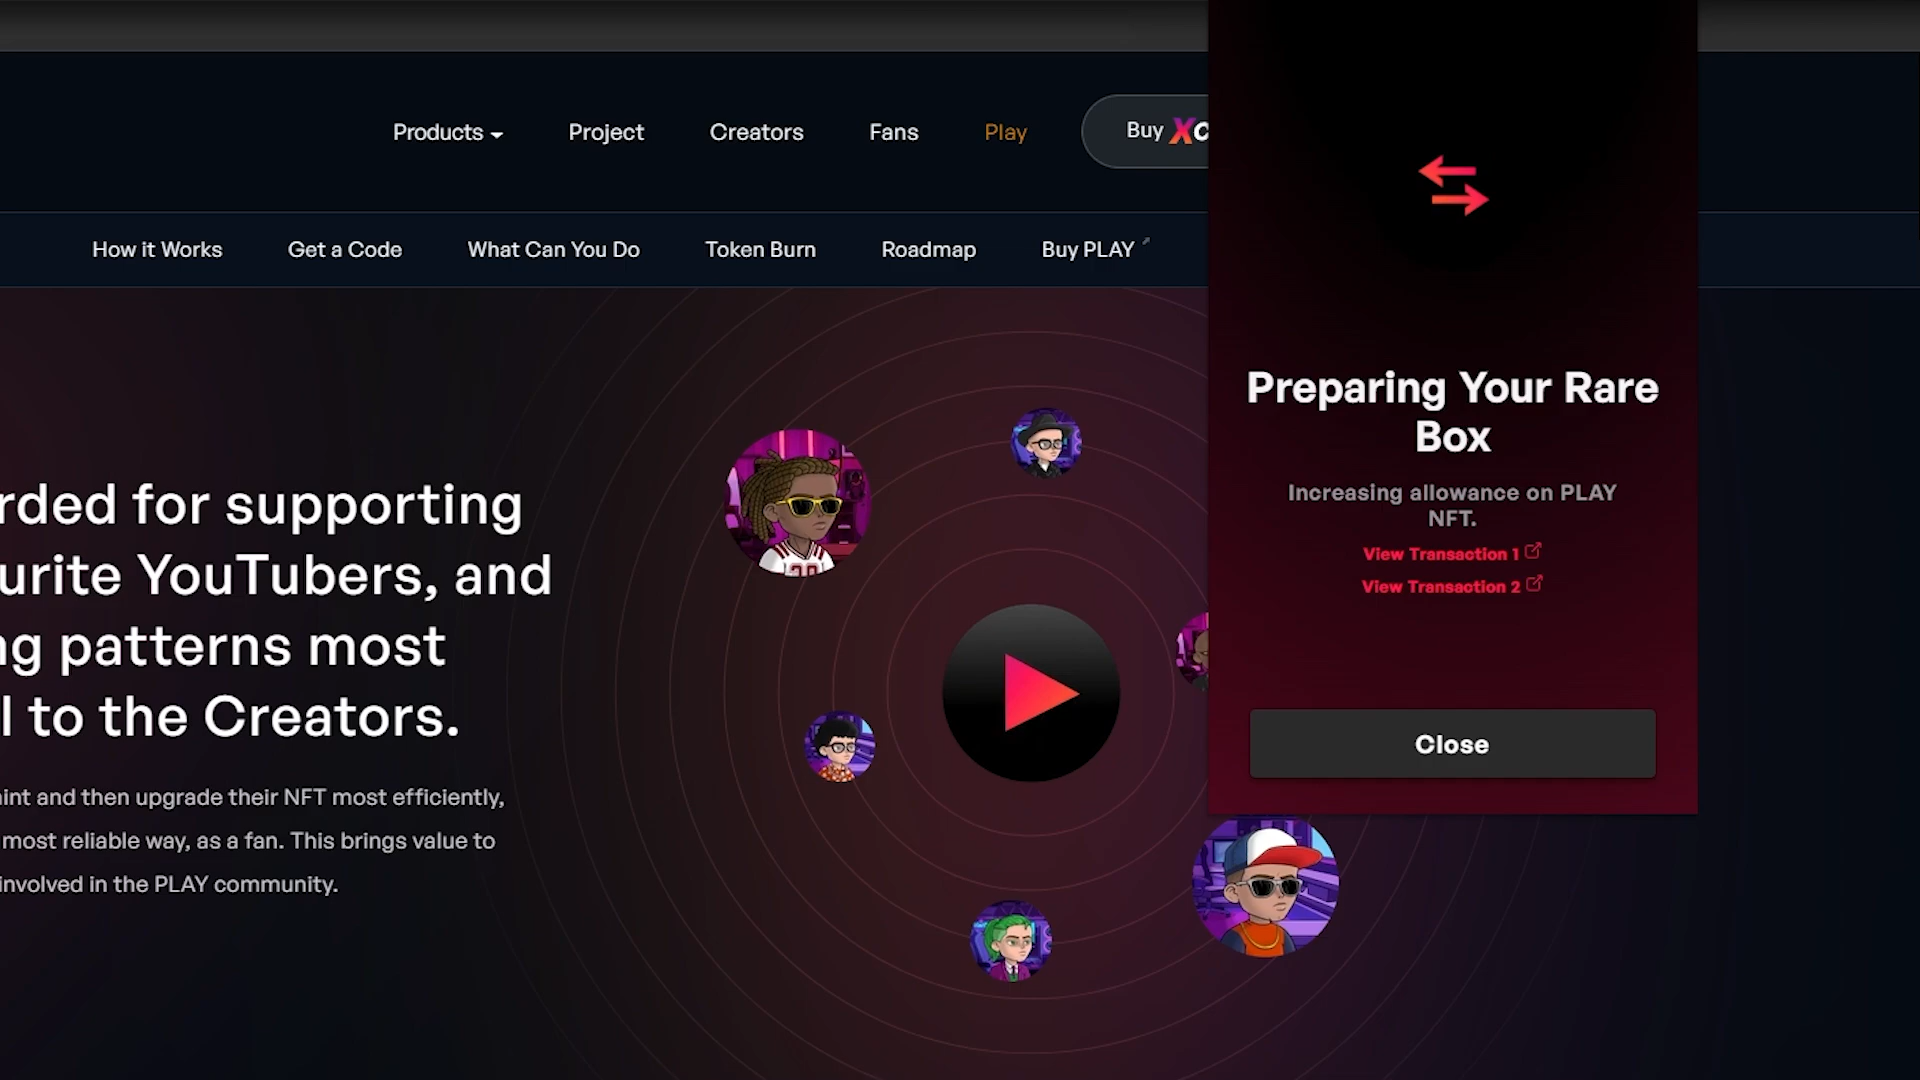 Products
Project
Creators
Fans
Play
Buy XC
How it Works
Get a Code
What Can You Do
Token Burn
Roadmap
Buy PLAY
rded for supporting
urite YouTubers, and
ng patterns most
l to the Creators.
int and then upgrade their NFT most efficiently,
most reliable way, as a fan. This brings value to
involved in the PLAY community.
Preparing Your Rare
Box
Increasing allowance on PLAY
NFT.
View Transaction 1
View Transaction 2
Close